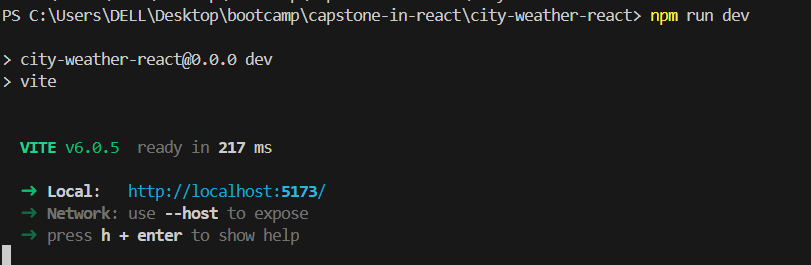 PS C:\Users\DELL\Desktop\bootcamp\capstone-in-react\city-weather-react> npm run dev
> city-weather-react@0.0.0 dev
> vite
VITE v6.0.5 ready in 217 ms
➜ Local: http://localhost:5173/
➜ Network: use --host to expose
➜ press h + enter to show help